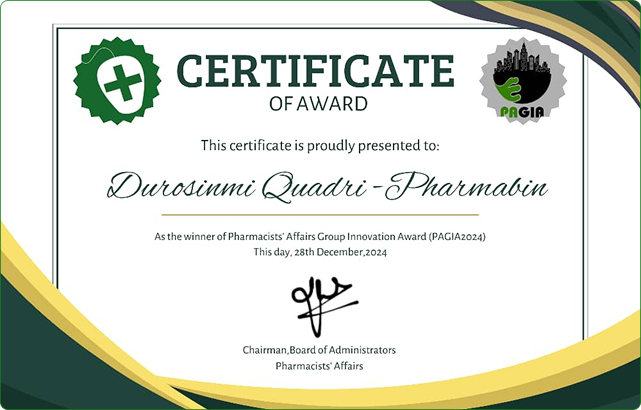 CERTIFICATE
OF AWARD
PAGIA
This certificate is proudly presented to:
Durosinmi Quadri - Pharmabin
As the winner of Pharmacists' Affairs Group Innovation Award (PAGIA2024)
This day, 28th December,2024
Chairman,Board of Administrators
Pharmacists' Affairs